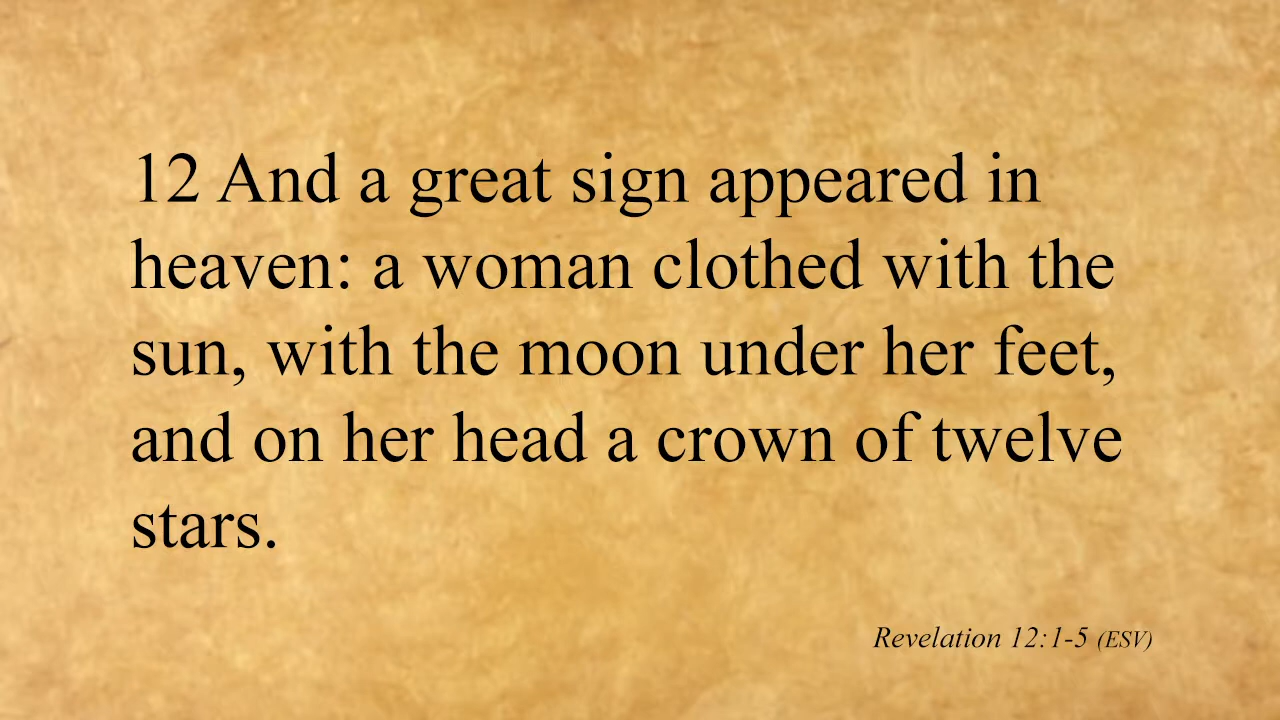 12 And a great sign appeared in
heaven: a woman clothed with the
sun, with the moon under her feet,
and on her head a crown of twelve
stars.
Revelation 12:1-5 (ESV)